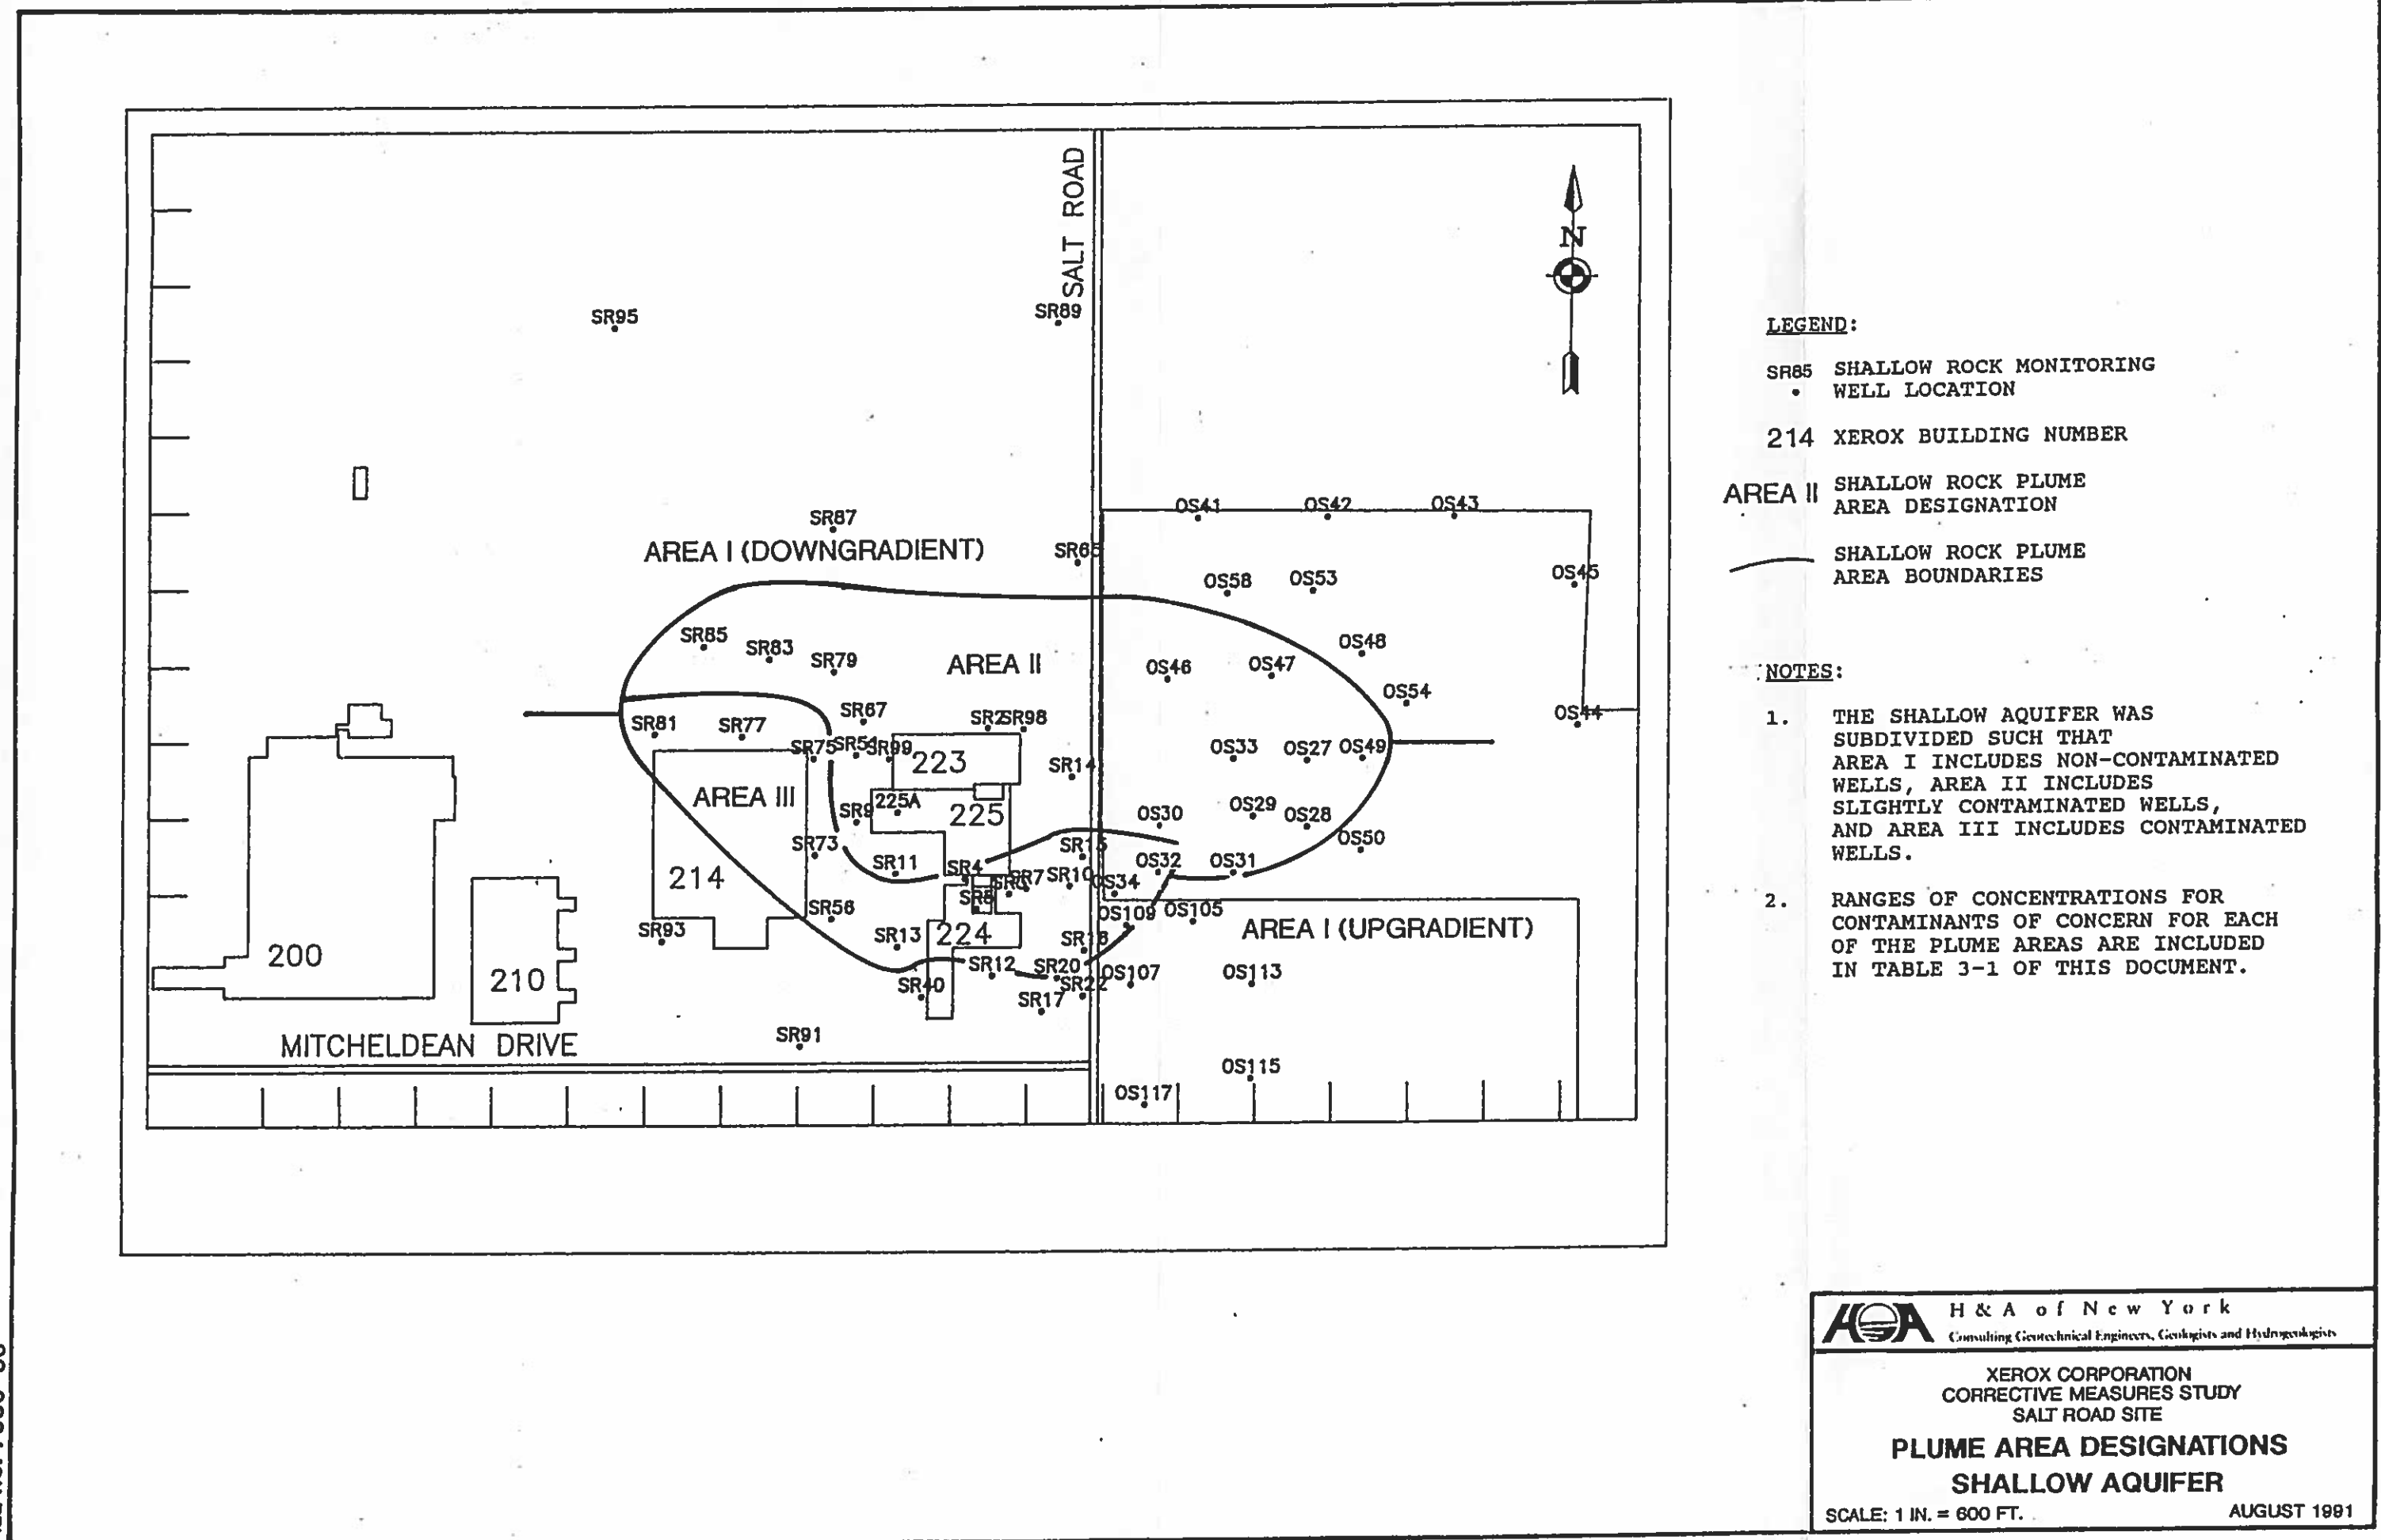 SALT ROAD
N
SR95
SR89
SR87
AREA I (DOWNGRADIENT)
SR65
OS41
OS42
OS43
OS58
OS53
OS45
SR85
SR83
SR79
AREA II
OS46
OS47
OS48
OS54
OS44
SR81
SR77
SR67
SR2
SR98
SR75
SR54
SR99
223
SR14
OS33
OS27
OS49
AREA III
SR9
225A
225
OS30
OS29
OS28
OS50
SR73
SR11
SR4
SR15
OS32
OS31
214
SR7
SR10
OS34
OS109
OS105
AREA I (UPGRADIENT)
SR56
SR93
SR13
224
SR18
SR12
SR20
OS107
OS113
SR40
SR17
SR22
200
210
SR91
MITCHELDEAN DRIVE
OS115
OS117
LEGEND:
SR85 SHALLOW ROCK MONITORING
WELL LOCATION
214 XEROX BUILDING NUMBER
AREA II SHALLOW ROCK PLUME
AREA DESIGNATION
SHALLOW ROCK PLUME
AREA BOUNDARIES
NOTES:
1. THE SHALLOW AQUIFER WAS
SUBDIVIDED SUCH THAT
AREA I INCLUDES NON-CONTAMINATED
WELLS, AREA II INCLUDES
SLIGHTLY CONTAMINATED WELLS,
AND AREA III INCLUDES CONTAMINATED
WELLS.
2. RANGES OF CONCENTRATIONS FOR
CONTAMINANTS OF CONCERN FOR EACH
OF THE PLUME AREAS ARE INCLUDED
IN TABLE 3-1 OF THIS DOCUMENT.
H & A of New York
Consulting Geotechnical Engineers, Geologists and Hydrogeologists
XEROX CORPORATION
CORRECTIVE MEASURES STUDY
SALT ROAD SITE
PLUME AREA DESIGNATIONS
SHALLOW AQUIFER
SCALE: 1 IN. = 600 FT.
AUGUST 1991